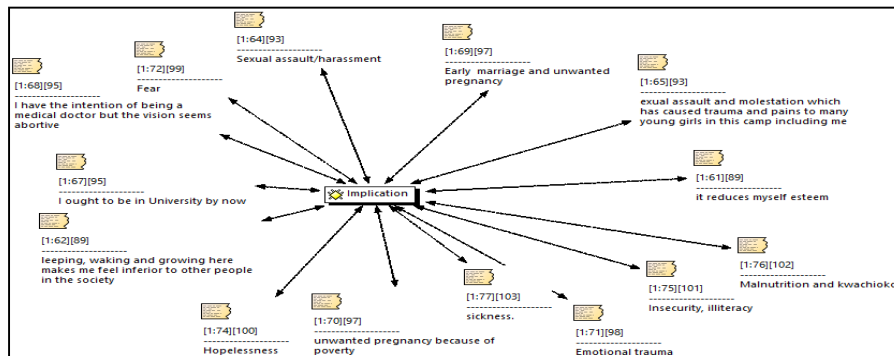 [1:64][93]
--------------------
Sexual assault/harassment
[1:69][97]
--------------------
Early marriage and unwanted
pregnancy
[1:72][99]
--------------------
Fear
[1:65][93]
--------------------
exual assault and molestation which
has caused trauma and pains to many
young girls in this camp including me
[1:68][95]
--------------------
I have the intention of being a
medical doctor but the vision seems
abortive
[1:67][95]
--------------------
I ought to be in University by now
[1:61][89]
--------------------
it reduces myself esteem
Implication
[1:62][89]
--------------------
leeping, waking and growing here
makes me feel inferior to other people
in the society
[1:76][102]
--------------------
Malnutrition and kwachioko
[1:75][101]
--------------------
Insecurity, illiteracy
[1:77][103]
--------------------
sickness.
[1:74][100]
--------------------
Hopelessness
[1:70][97]
--------------------
unwanted pregnancy because of
poverty
[1:71][98]
--------------------
Emotional trauma